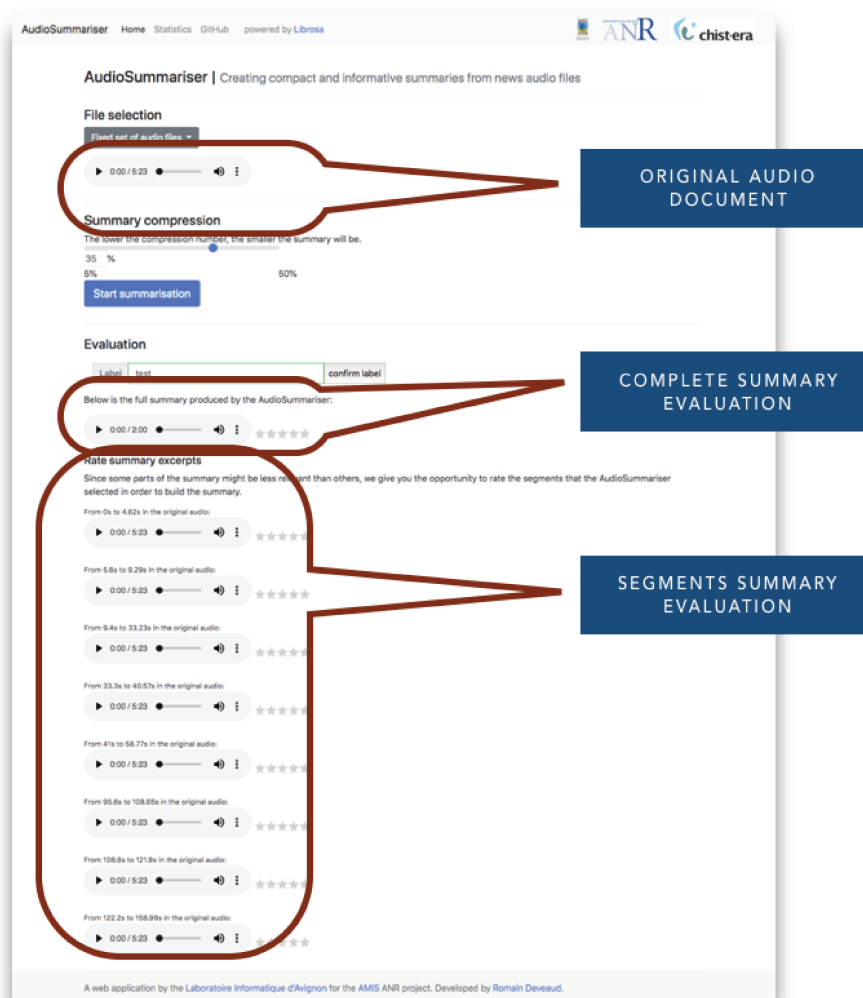 AudioSummariser Home Statistics GitHub powered by Librosa
ANR chist-era
AudioSummariser | Creating compact and informative summaries from news audio files
File selection
Fixed set of audio files
0:00 / 5:23
ORIGINAL AUDIO
DOCUMENT
Summary compression
The lower the compression number, the smaller the summary will be.
35 %
5% 50%
Start summarisation
Evaluation
Label test confirm label
COMPLETE SUMMARY
EVALUATION
Below is the full summary produced by the AudioSummariser:
0:00 / 2:00
Rate summary excerpts
Since some parts of the summary might be less relevant than others, we give you the opportunity to rate the segments that the AudioSummariser
selected in order to build the summary.
From 0s to 4.62s in the original audio:
0:00 / 5:23
From 5.6s to 9.29s in the original audio:
0:00 / 5:23
SEGMENTS SUMMARY
EVALUATION
From 9.4s to 33.23s in the original audio:
0:00 / 5:23
From 33.3s to 40.57s in the original audio:
0:00 / 5:23
From 41s to 58.77s in the original audio:
0:00 / 5:23
From 95.6s to 108.65s in the original audio:
0:00 / 5:23
From 108.8s to 121.9s in the original audio:
0:00 / 5:23
From 122.2s to 158.99s in the original audio:
0:00 / 5:23
A web application by the Laboratoire Informatique d'Avignon for the AMIS ANR project. Developed by Romain Deveaud.